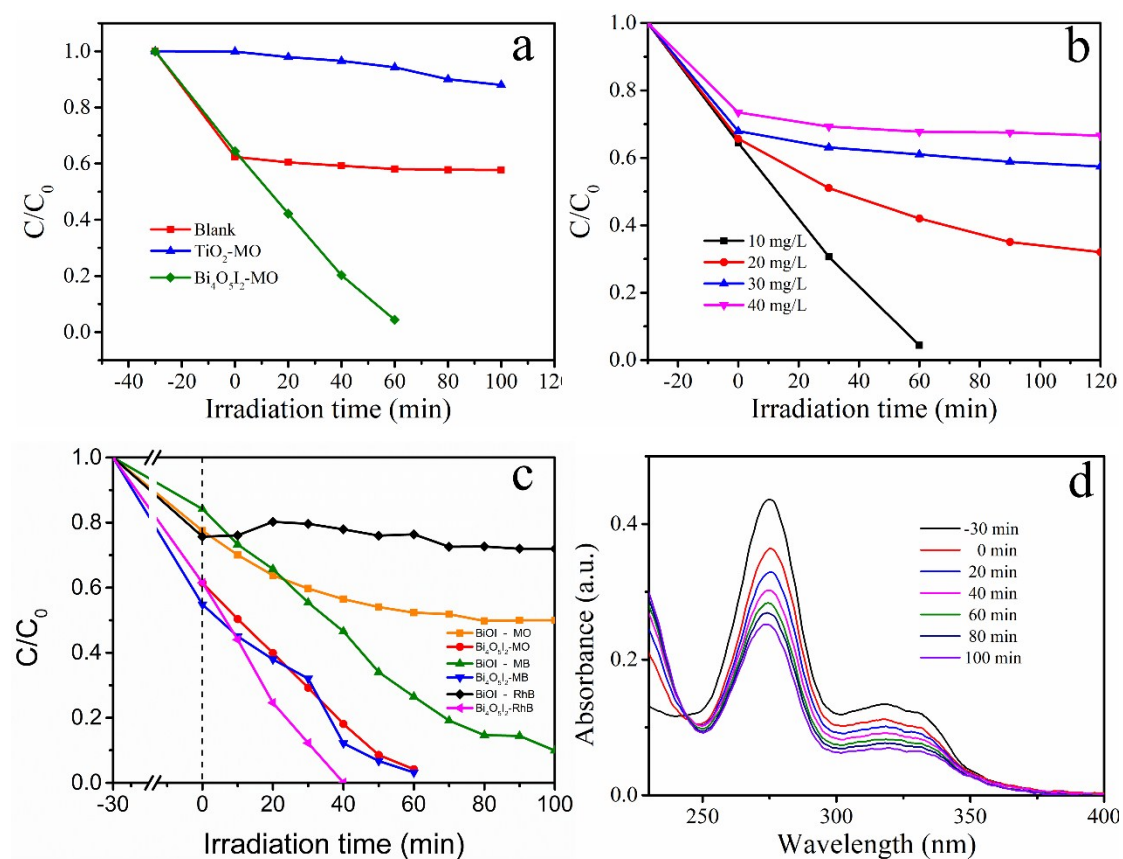 a
1.0
0.8
0.6
0.4
0.2
0.0
C/C₀
Blank
TiO₂-MO
Bi₄O₅I₂-MO
-40 -20 0 20 40 60 80 100 12
Irradiation time (min)
b
1.0
0.8
0.6
0.4
0.2
0.0
C/C₀
10 mg/L
20 mg/L
30 mg/L
40 mg/L
-20 0 20 40 60 80 100 120
Irradiation time (min)
c
1.0
0.8
0.6
0.4
0.2
0.0
C/C₀
BiOI - MO
Bi₄O₅I₂-MO
BiOI - MB
Bi₄O₅I₂-MB
BiOI - RhB
Bi₄O₅I₂-RhB
-30 0 20 40 60 80 100
Irradiation time (min)
d
0.4
0.2
0.0
Absorbance (a.u.)
-30 min
0 min
20 min
40 min
60 min
80 min
100 min
250 300 350 400
Wavelength (nm)